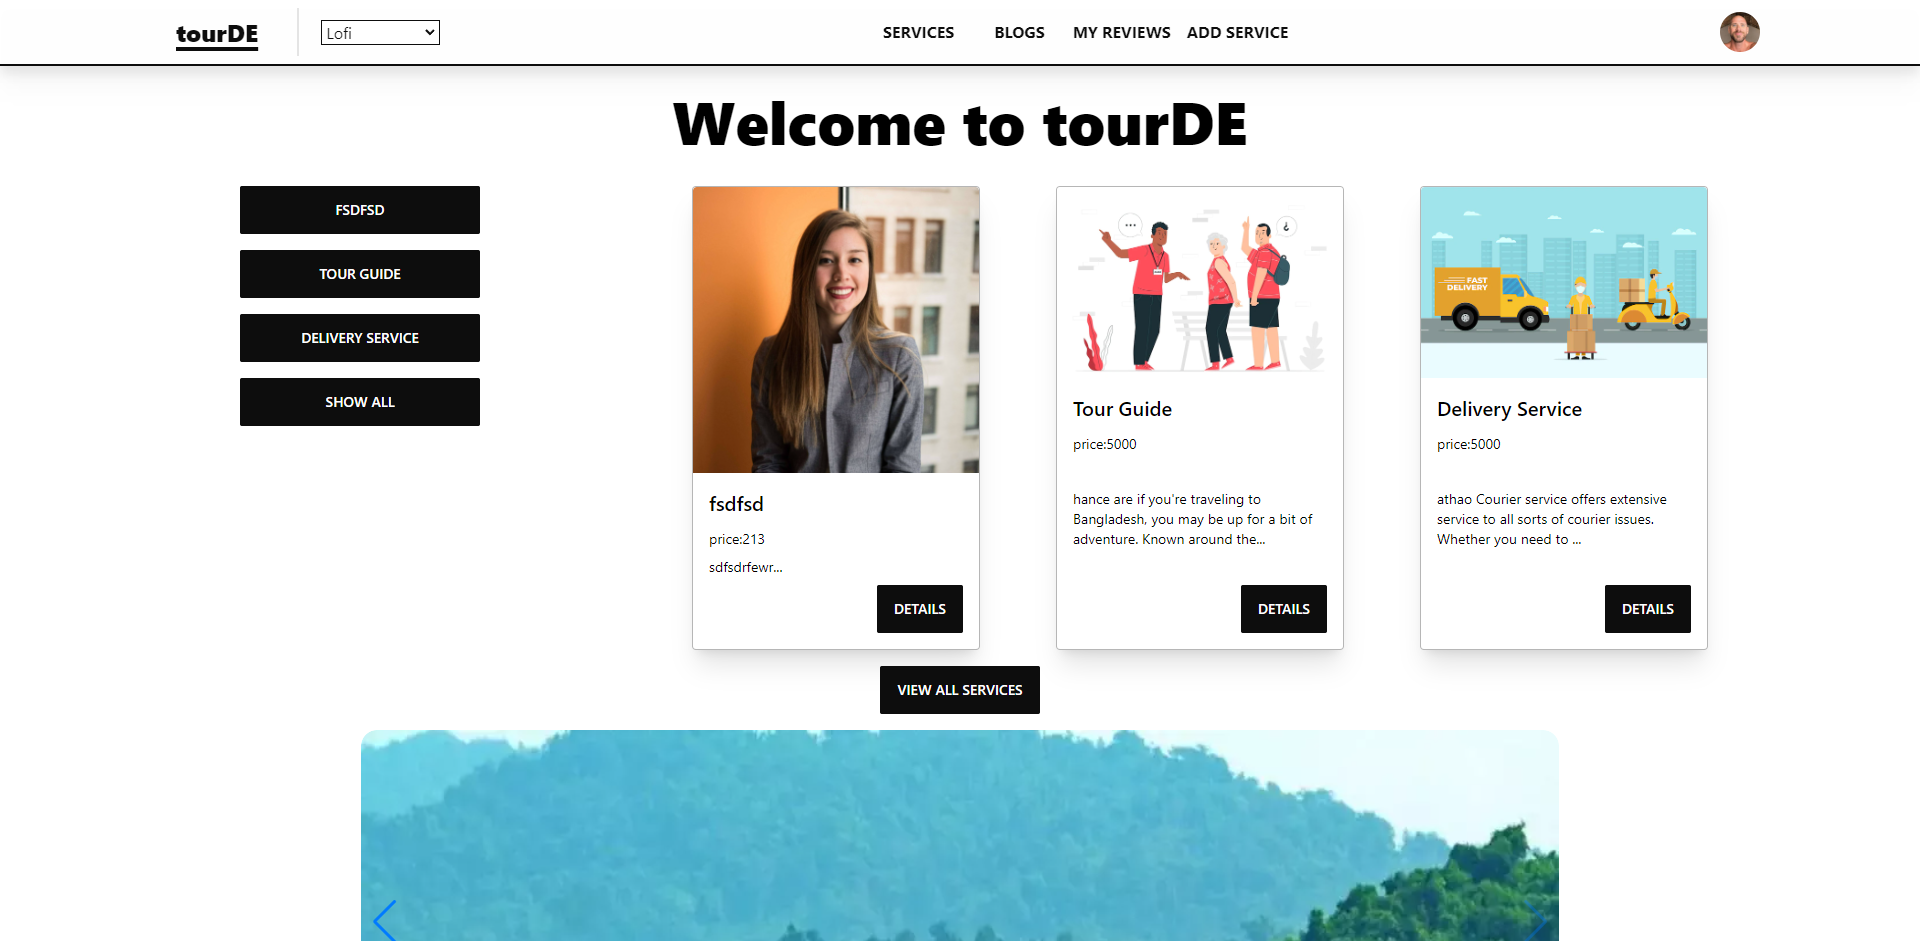 tourDE
Lofi
SERVICES
BLOGS
MY REVIEWS
ADD SERVICE
Welcome to tourDE
FSDFSD
TOUR GUIDE
DELIVERY SERVICE
SHOW ALL
fsdfsd
price:213
sdfsdrfewr...
DETAILS
Tour Guide
price:5000
hance are if you're traveling to
Bangladesh, you may be up for a bit of
adventure. Known around the...
DETAILS
FAST
DELIVERY
Delivery Service
price:5000
athao Courier service offers extensive
service to all sorts of courier issues.
Whether you need to ...
DETAILS
VIEW ALL SERVICES